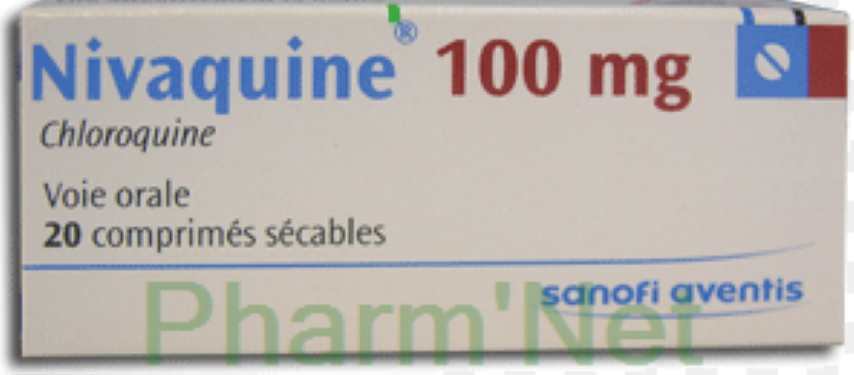 Nivaquine® 100 mg
Chloroquine
Voie orale
20 comprimés sécables
sanofi aventis
Pharm'Net